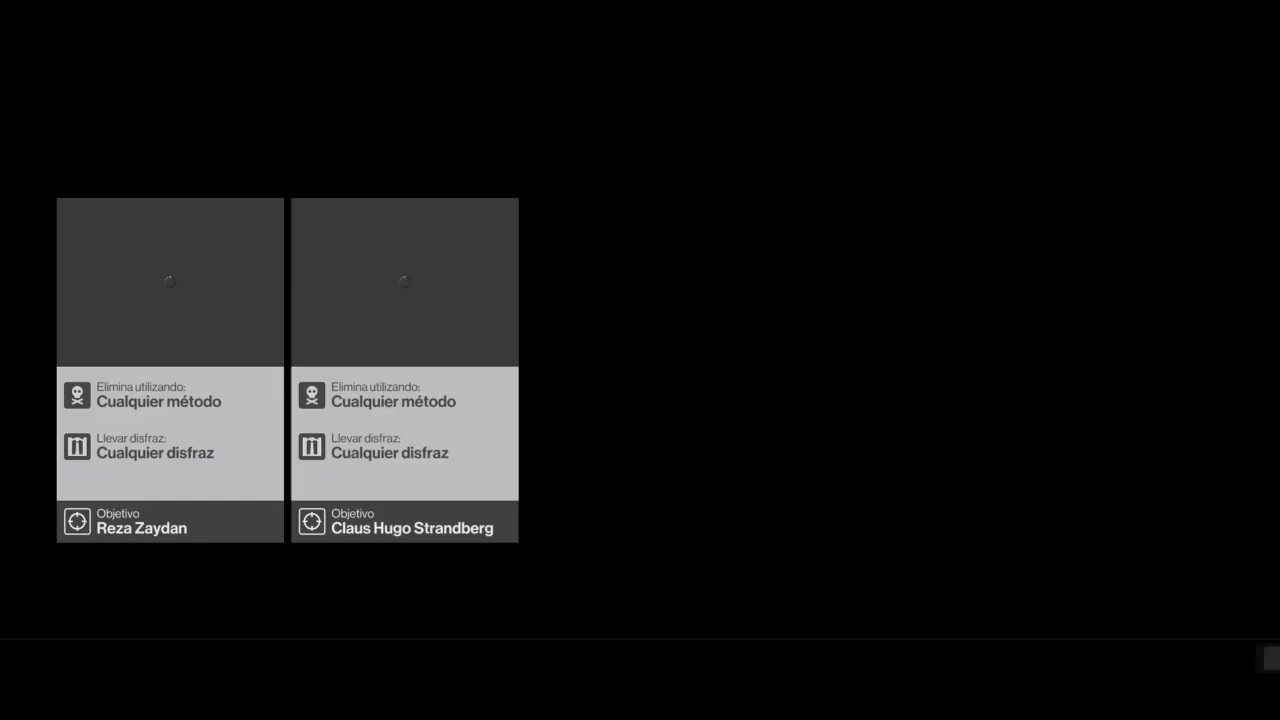 Elimina utilizando:
Cualquier método
Llevar disfraz:
Cualquier disfraz
Objetivo
Reza Zaydan
Elimina utilizando:
Cualquier método
Llevar disfraz:
Cualquier disfraz
Objetivo
Claus Hugo Strandberg